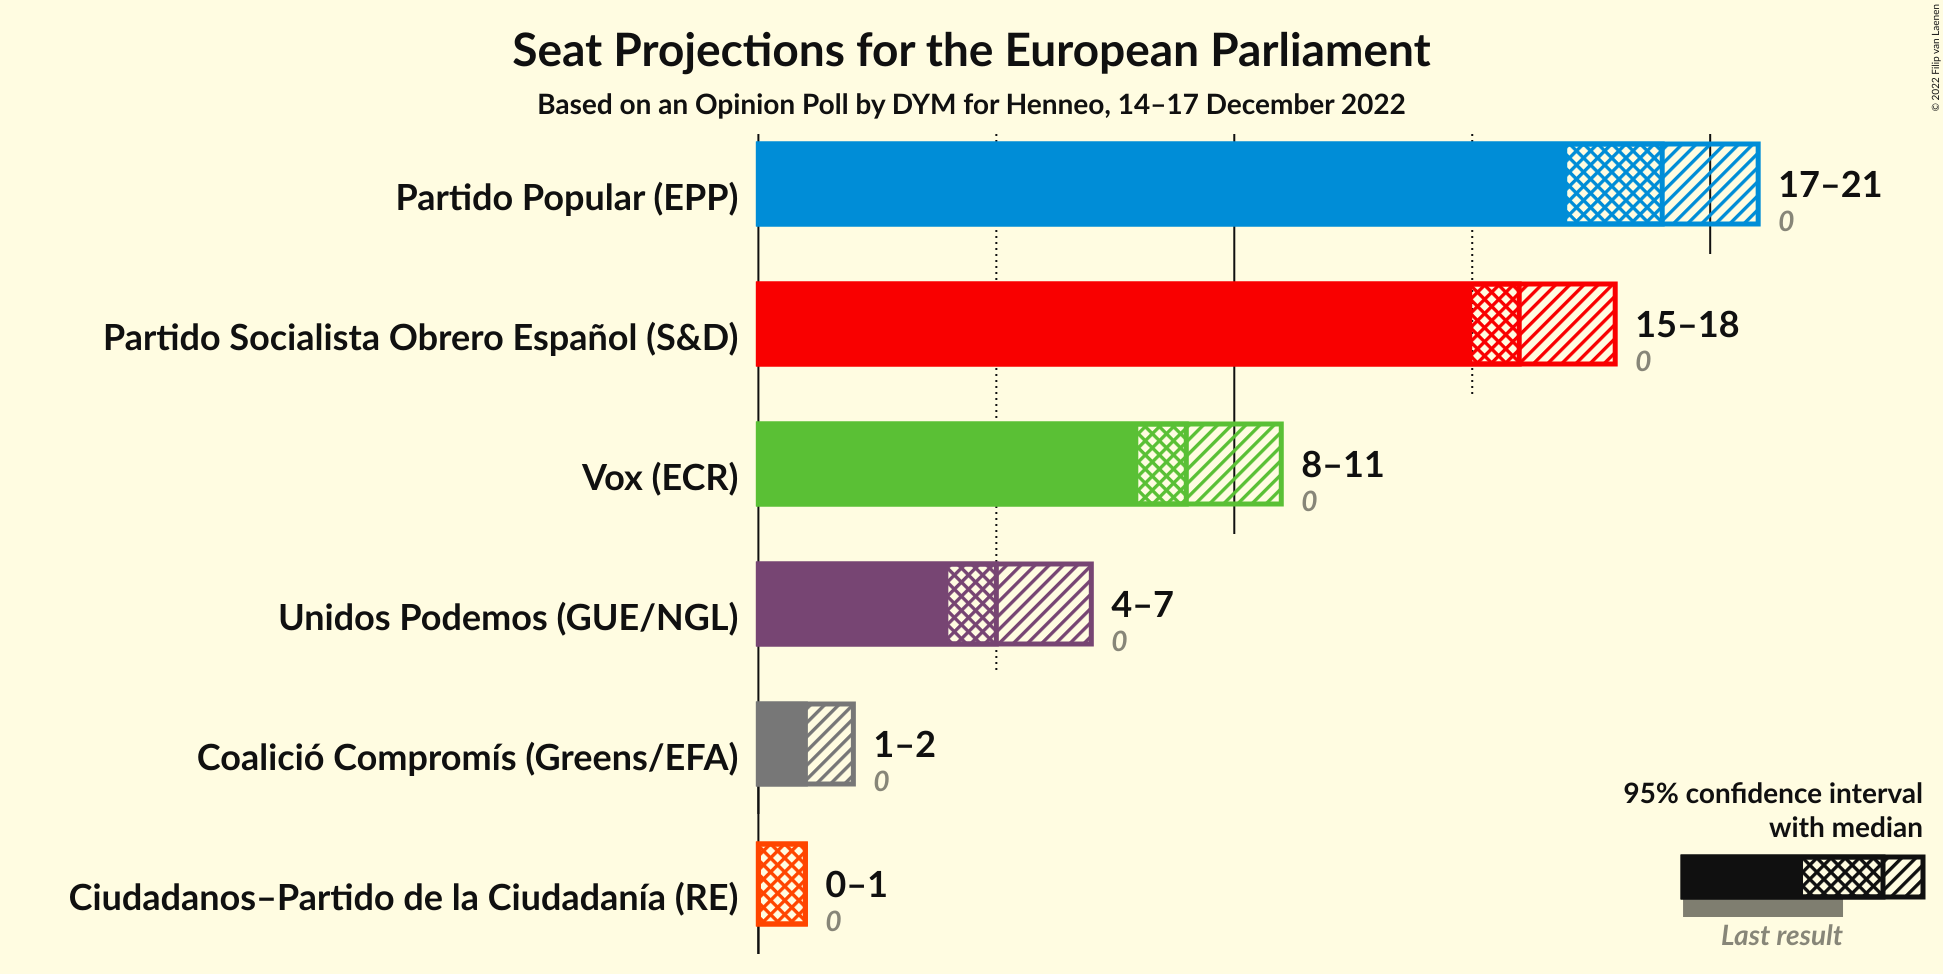 Seat Projections for the European Parliament
Based on an Opinion Poll by DYM for Henneo, 14–17 December 2022
© 2022 Filip van Laenen
Partido Popular (EPP)
17–21
0
Partido Socialista Obrero Español (S&D)
15–18
0
Vox (ECR)
8–11
0
Unidos Podemos (GUE/NGL)
4–7
0
Coalició Compromís (Greens/EFA)
1–2
0
Ciudadanos–Partido de la Ciudadanía (RE)
0–1
0
95% confidence interval
with median
Last result